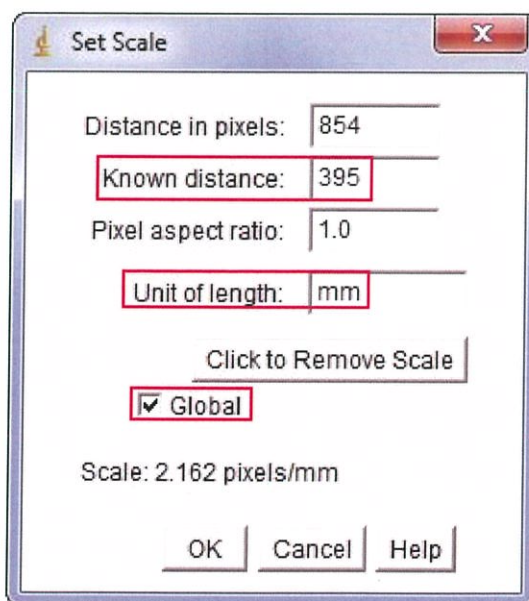 Set Scale
Distance in pixels: 854
Known distance: 395
Pixel aspect ratio: 1.0
Unit of length: mm
Click to Remove Scale
Global
Scale: 2.162 pixels/mm
OK Cancel Help